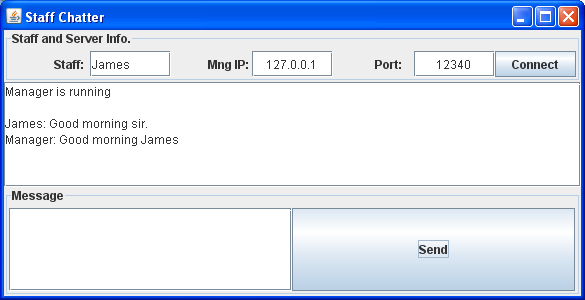 Staff Chatter
Staff and Server Info.
Staff: James Mng IP: 127.0.0.1 Port: 12340 Connect
Manager is running
James: Good morning sir.
Manager: Good morning James
Message
Send